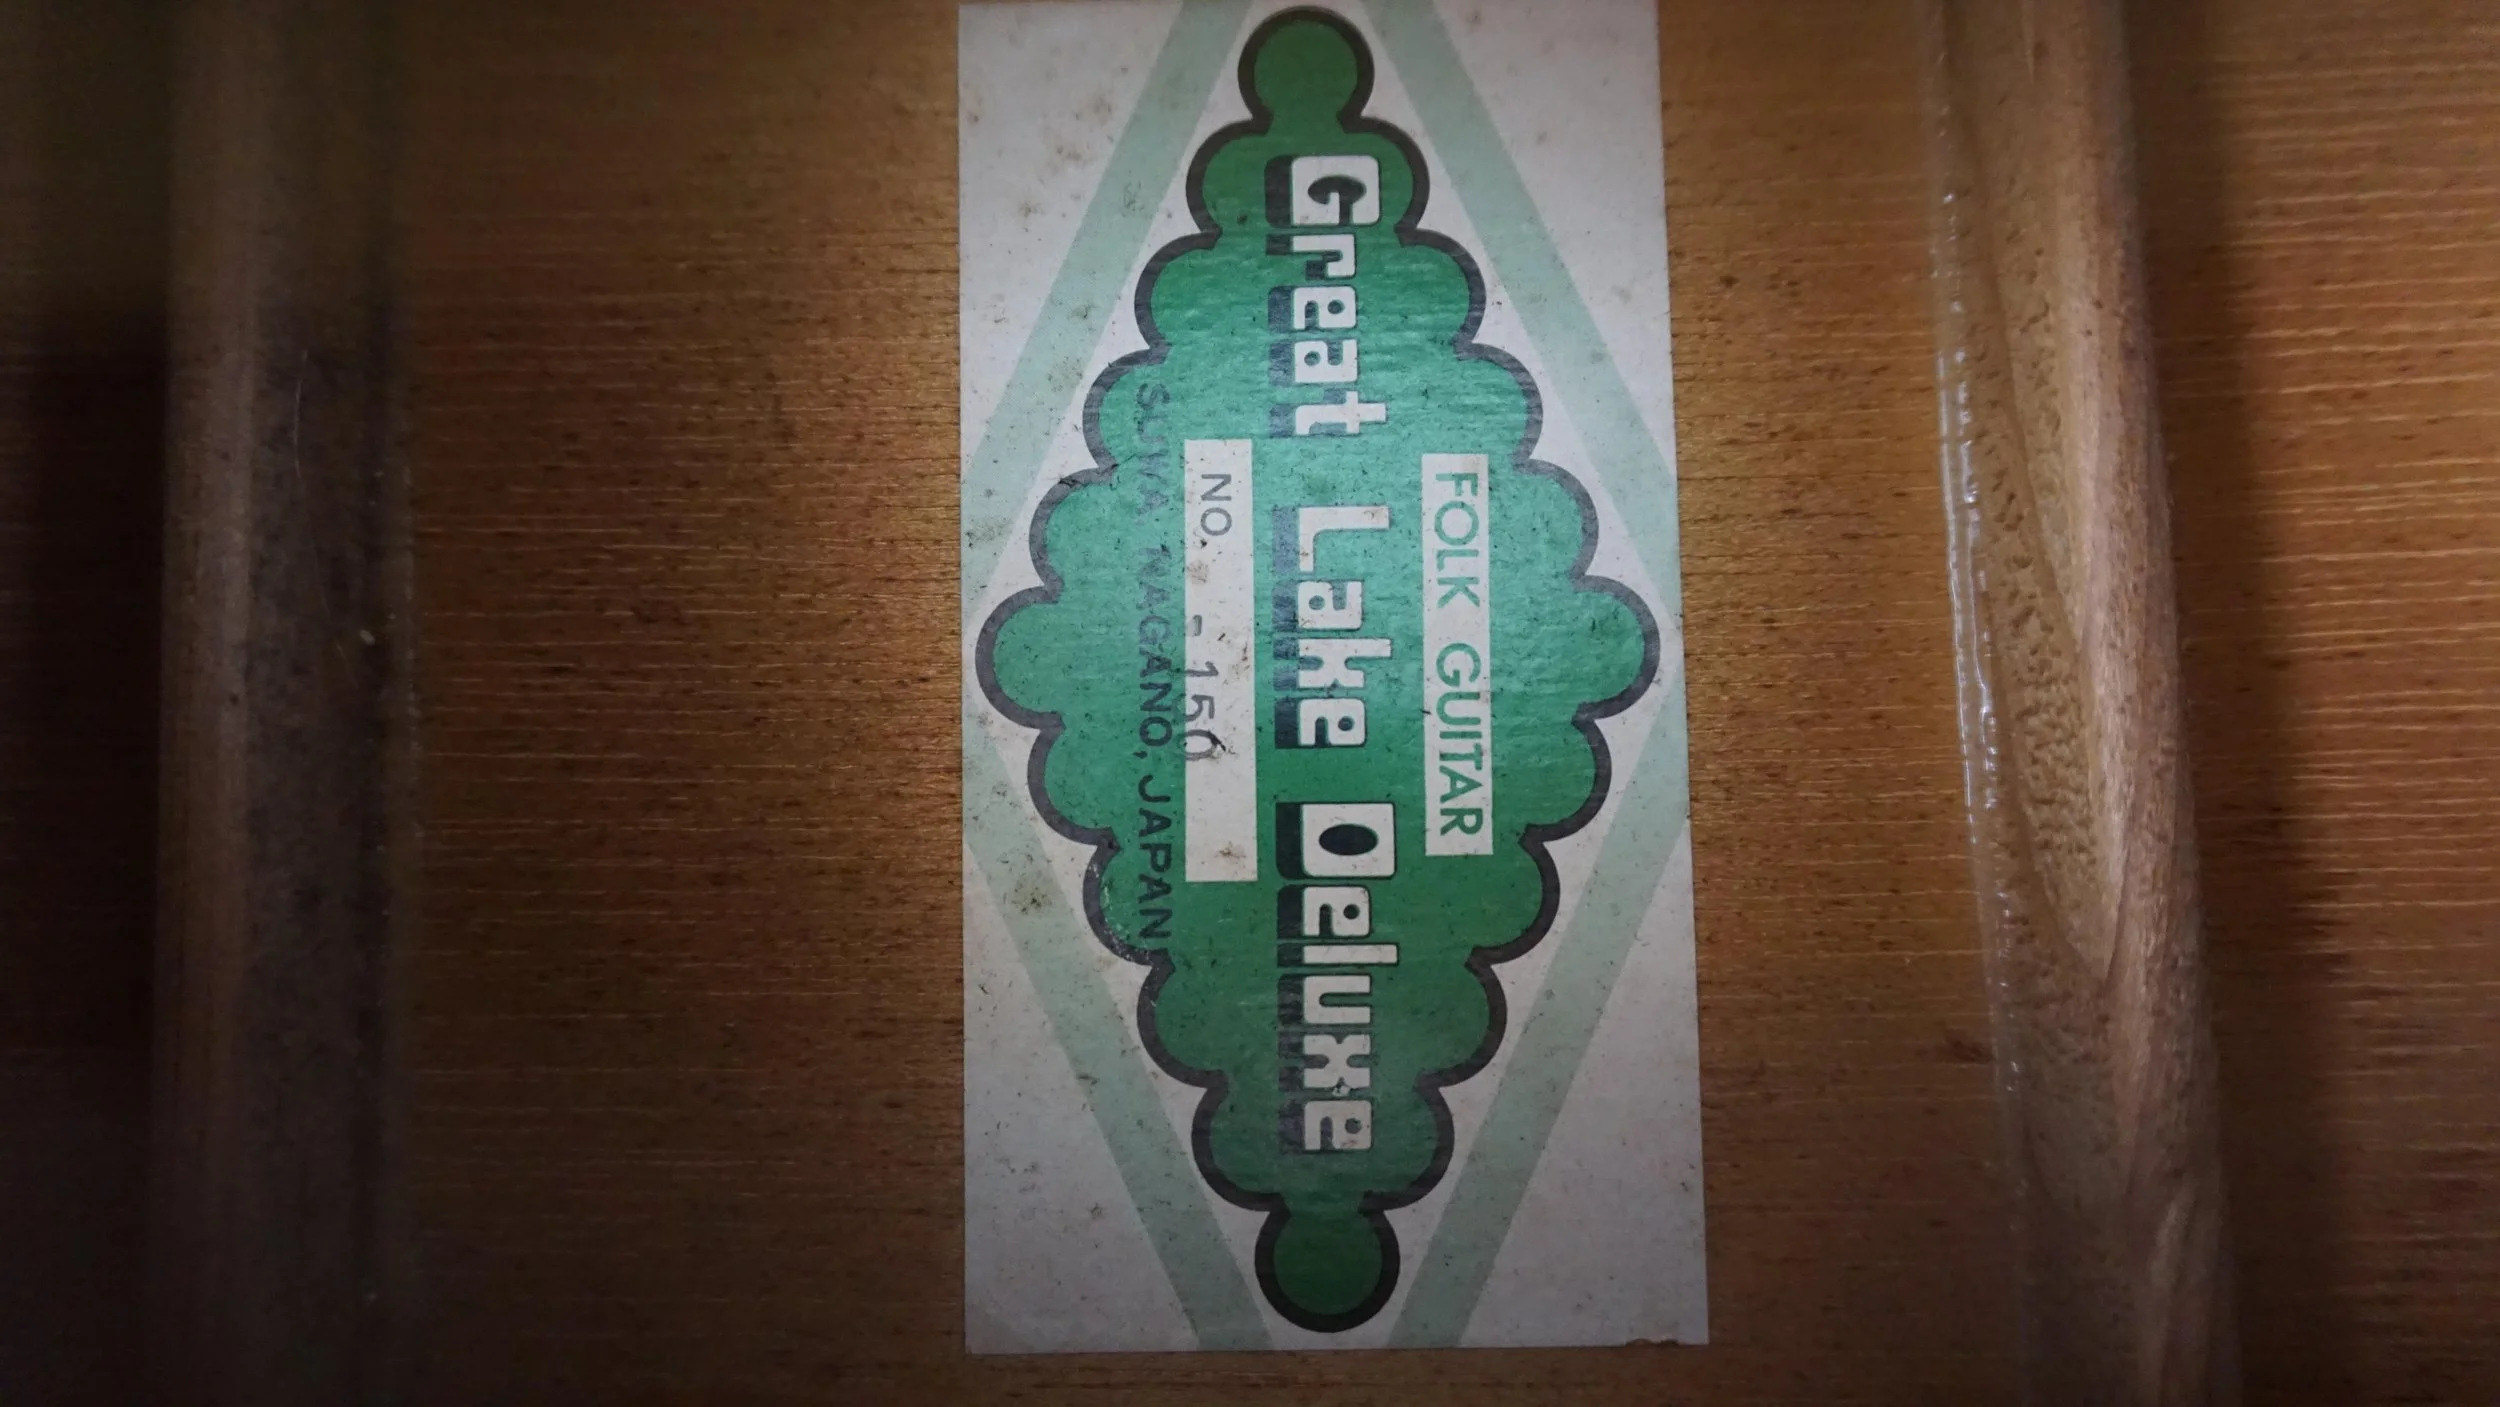 FOLK GUITAR
Great Lake Deluxe
NO. -150
SUWA NAGANO, JAPAN